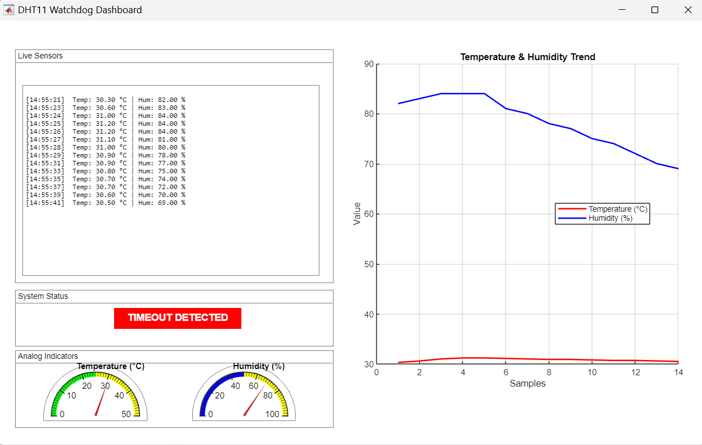 DHT11 Watchdog Dashboard
Live Sensors
[14:55:21]  Temp: 30.30 °C | Hum: 82.00 %
[14:55:23]  Temp: 30.60 °C | Hum: 83.00 %
[14:55:24]  Temp: 31.00 °C | Hum: 84.00 %
[14:55:25]  Temp: 31.20 °C | Hum: 84.00 %
[14:55:26]  Temp: 31.20 °C | Hum: 84.00 %
[14:55:27]  Temp: 31.10 °C | Hum: 81.00 %
[14:55:28]  Temp: 31.00 °C | Hum: 80.00 %
[14:55:29]  Temp: 30.90 °C | Hum: 78.00 %
[14:55:31]  Temp: 30.90 °C | Hum: 77.00 %
[14:55:33]  Temp: 30.80 °C | Hum: 75.00 %
[14:55:35]  Temp: 30.70 °C | Hum: 74.00 %
[14:55:37]  Temp: 30.70 °C | Hum: 72.00 %
[14:55:39]  Temp: 30.60 °C | Hum: 70.00 %
[14:55:41]  Temp: 30.50 °C | Hum: 69.00 %
System Status
TIMEOUT DETECTED
Analog Indicators
Temperature (°C)
0 10 20 30 40 50
Humidity (%)
0 20 40 60 80 100
Temperature & Humidity Trend
90
80
70
60
50
40
30
Value
Temperature (°C)
Humidity (%)
0 2 4 6 8 10 12 14
Samples